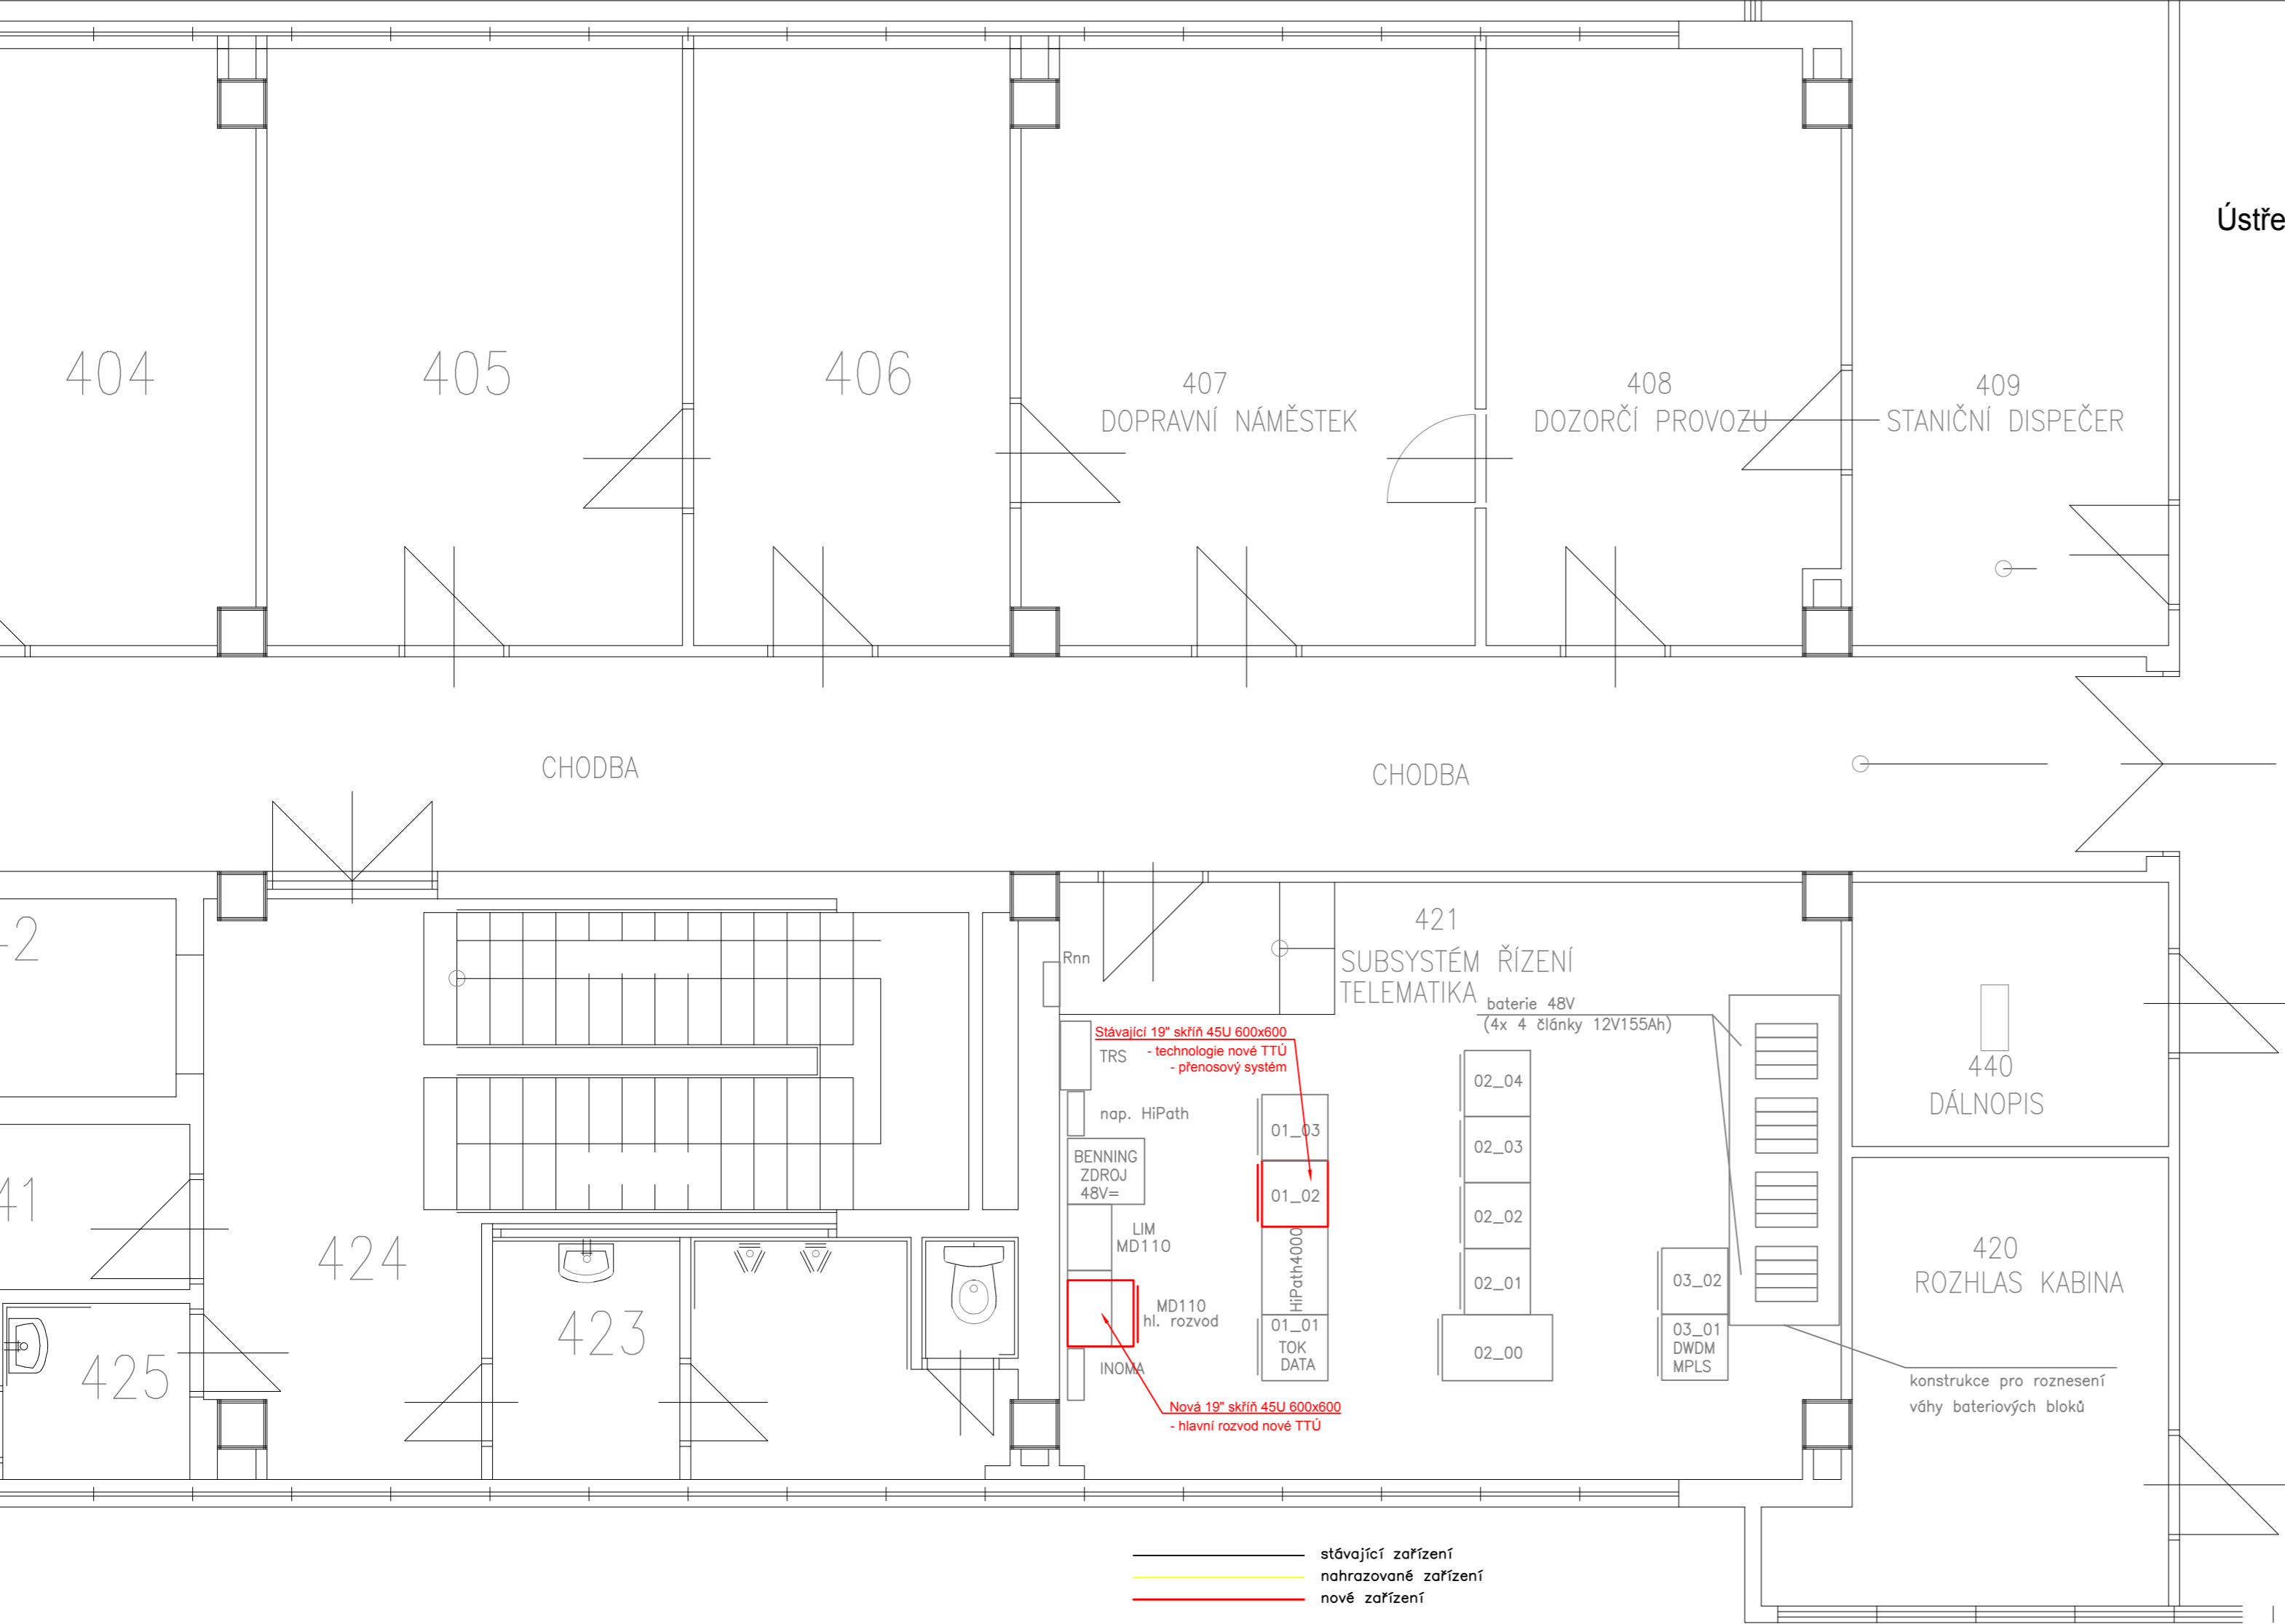 Ústře
404
405
406
407
DOPRAVNÍ NÁMĚSTEK
408
DOZORČÍ PROVOZU
409
STANIČNÍ DISPEČER
CHODBA
CHODBA
421
SUBSYSTÉM ŘÍZENÍ
TELEMATIKA
Rnn
baterie 48V
(4x 4 články 12V155Ah)
Stávající 19" skříň 45U 600x600
- technologie nové TTÚ
- přenosový systém
TRS
nap. HiPath
BENNING
ZDROJ
48V=
LIM
MD110
MD110
hl. rozvod
INOMA
Nová 19" skříň 45U 600x600
- hlavní rozvod nové TTÚ
01_03
01_02
HiPath4000
01_01
TOK
DATA
02_04
02_03
02_02
02_01
02_00
03_02
03_01
DWDM
MPLS
440
DÁLNOPIS
420
ROZHLAS KABINA
konstrukce pro roznesení
váhy bateriových bloků
-2
41
424
423
425
stávající zařízení
nahrazované zařízení
nové zařízení